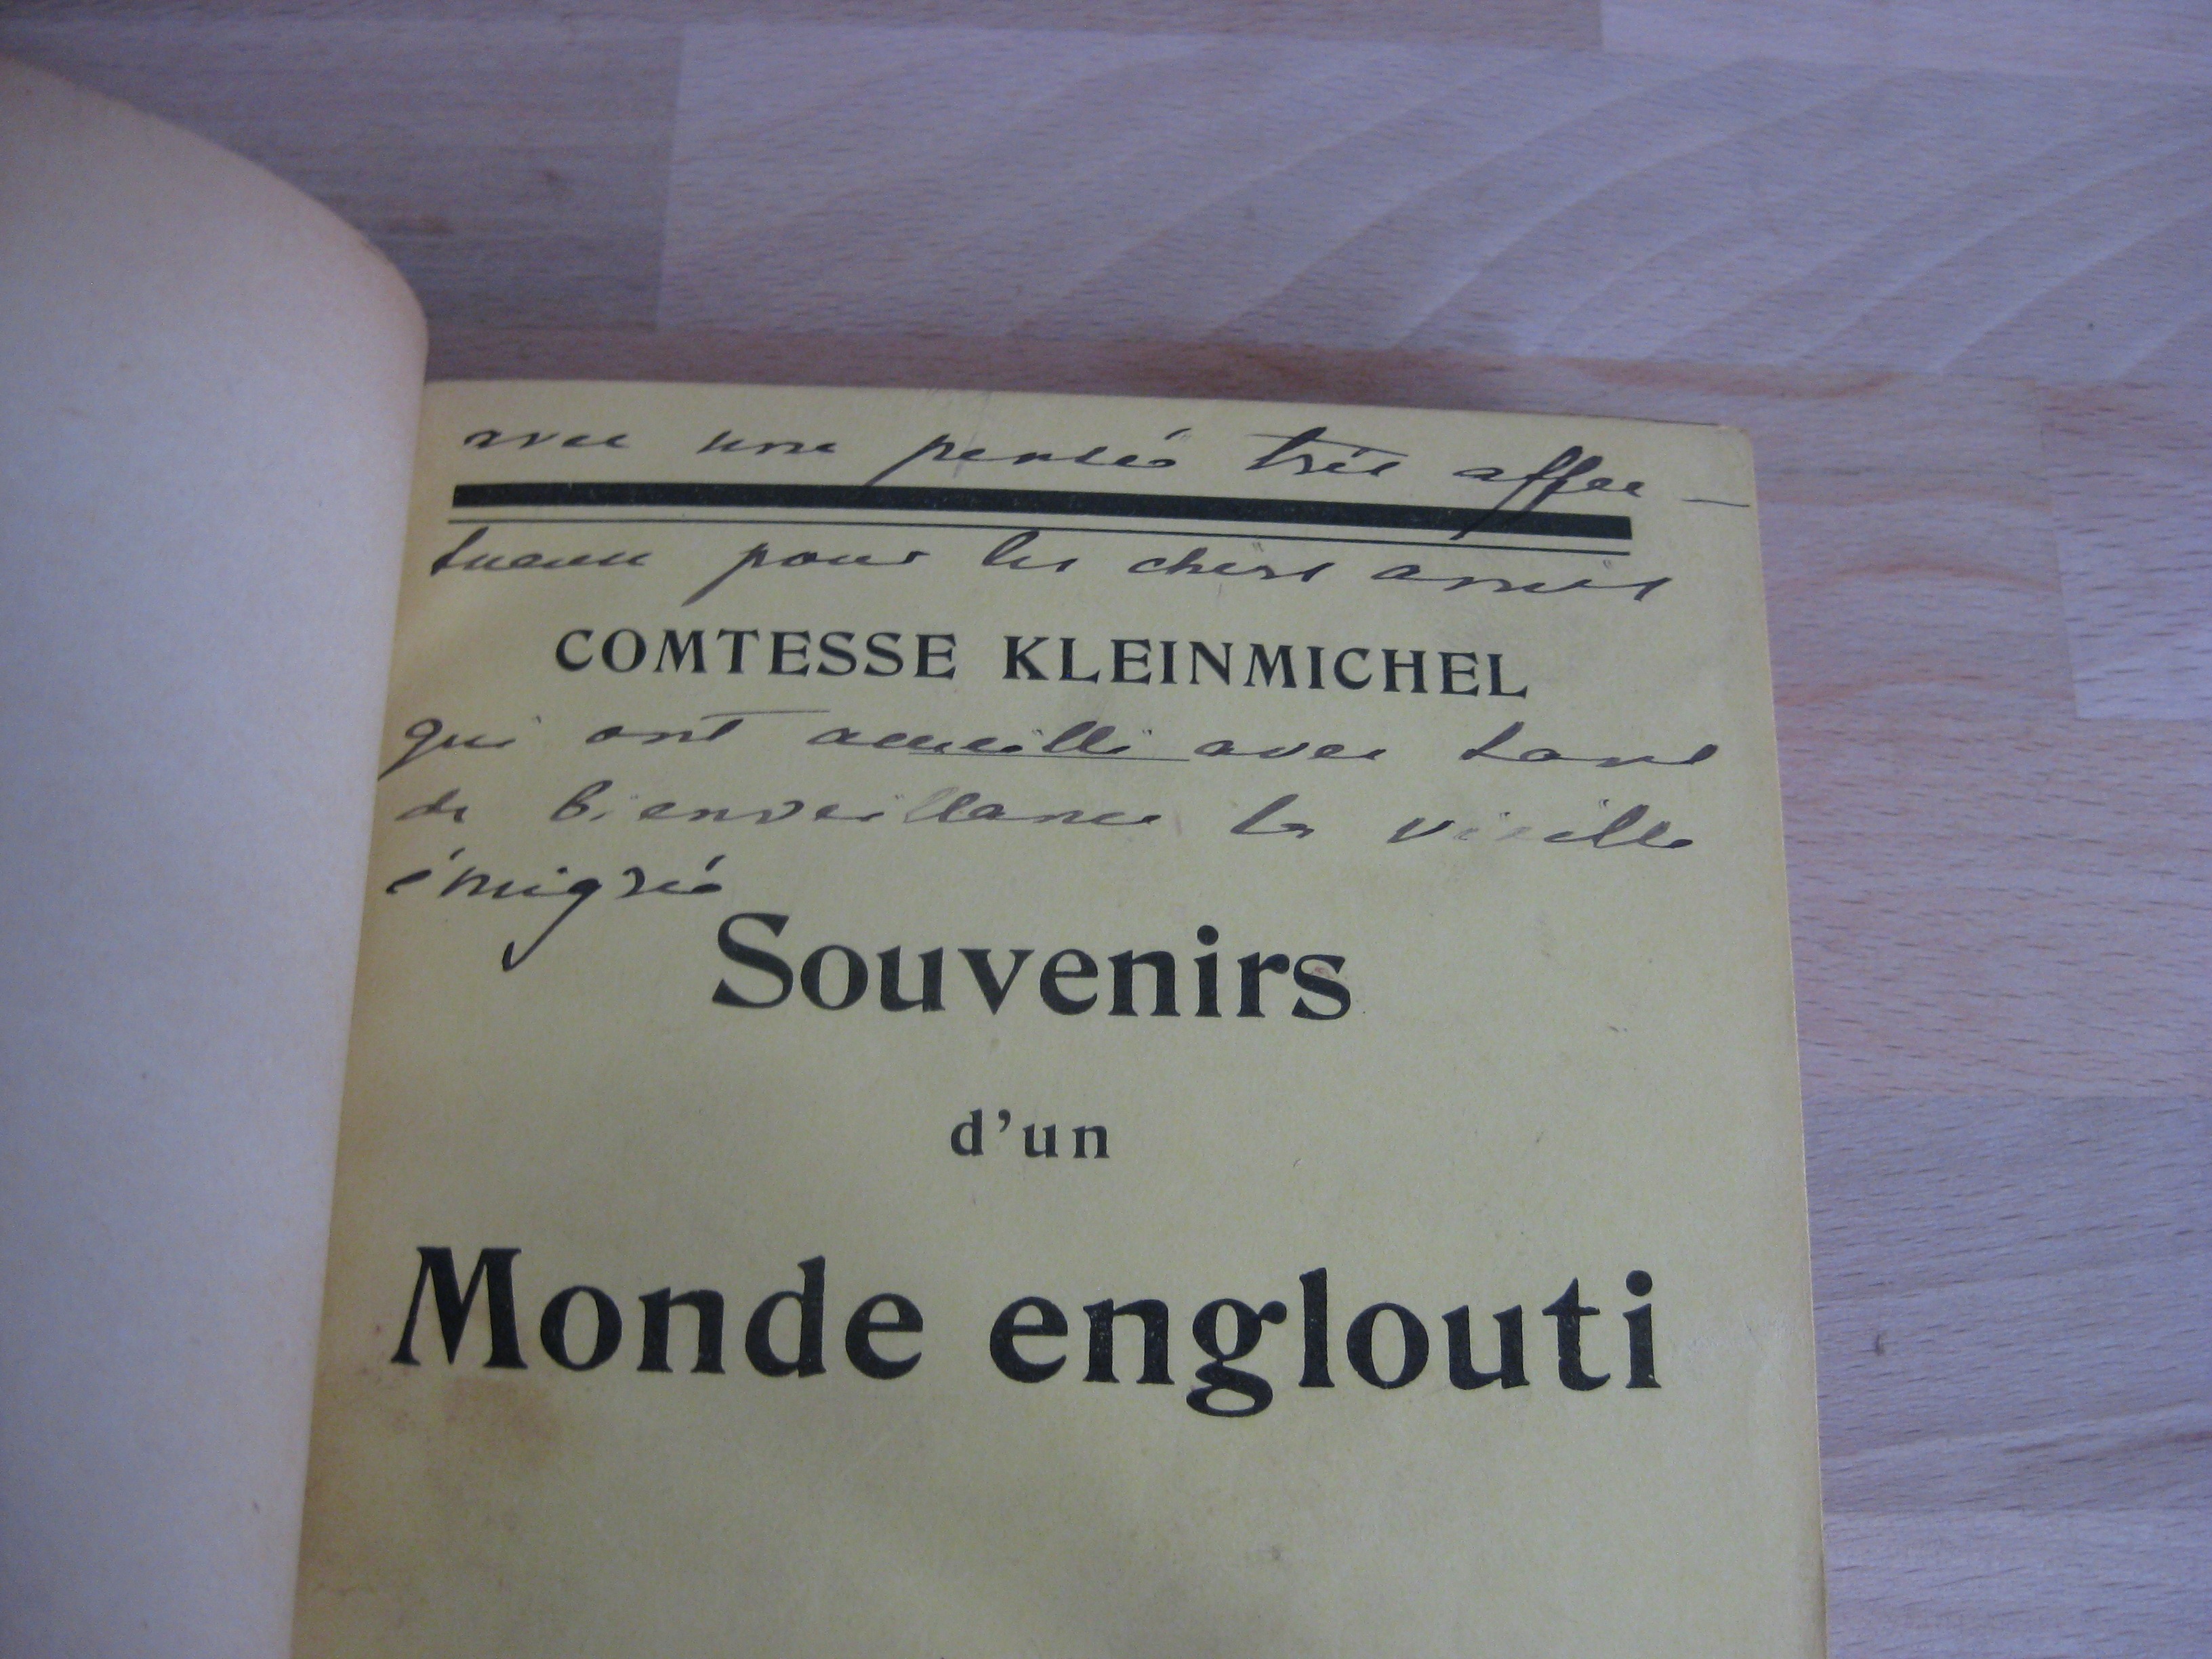 avec une pensée très affec-
tueuse pour les chers amis
COMTESSE KLEINMICHEL
qui ont accueilli avec tant
de bienveillance la vieille
émigrée
Souvenirs
d'un
Monde englouti